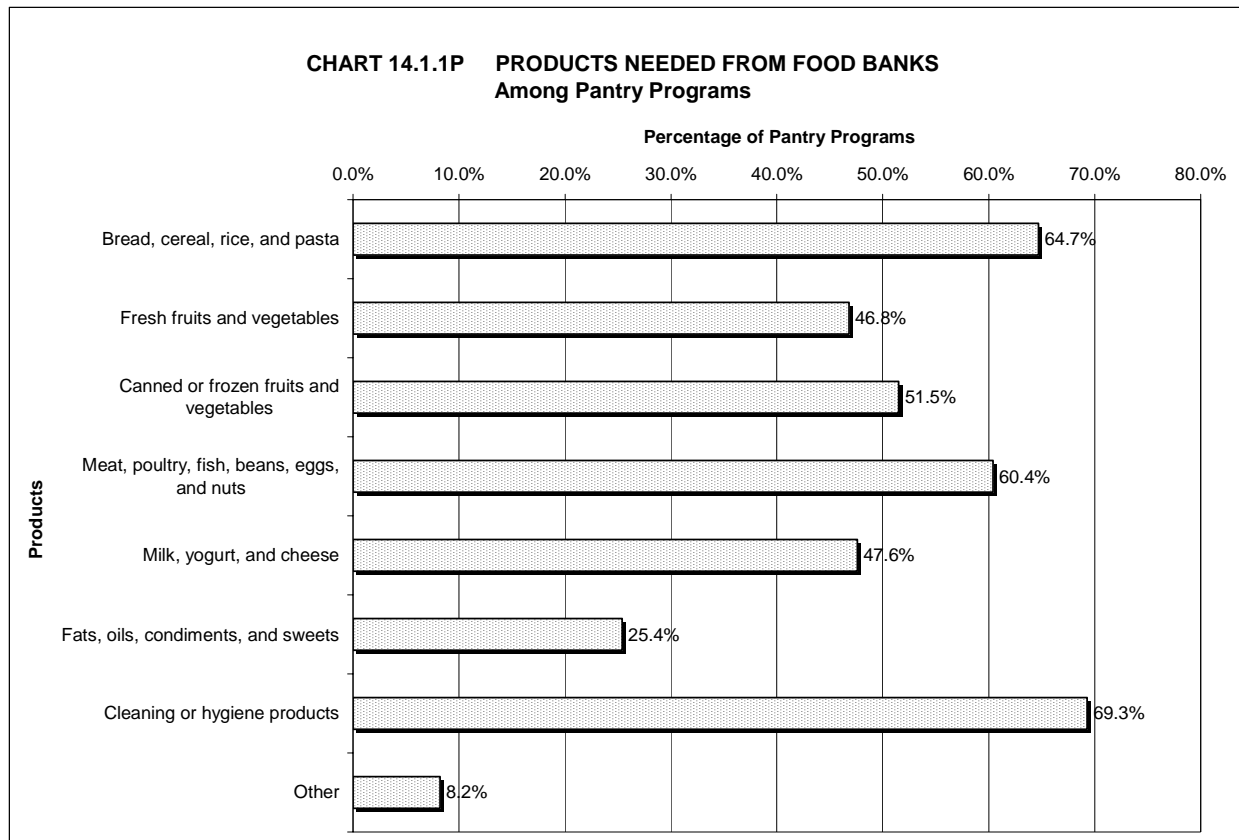 CHART 14.1.1P PRODUCTS NEEDED FROM FOOD BANKS
Among Pantry Programs
Percentage of Pantry Programs
0.0% 10.0% 20.0% 30.0% 40.0% 50.0% 60.0% 70.0% 80.0%
Bread, cereal, rice, and pasta 64.7%
Fresh fruits and vegetables 46.8%
Canned or frozen fruits and
vegetables 51.5%
Meat, poultry, fish, beans, eggs,
and nuts 60.4%
Milk, yogurt, and cheese 47.6%
Fats, oils, condiments, and sweets 25.4%
Cleaning or hygiene products 69.3%
Other 8.2%
Products